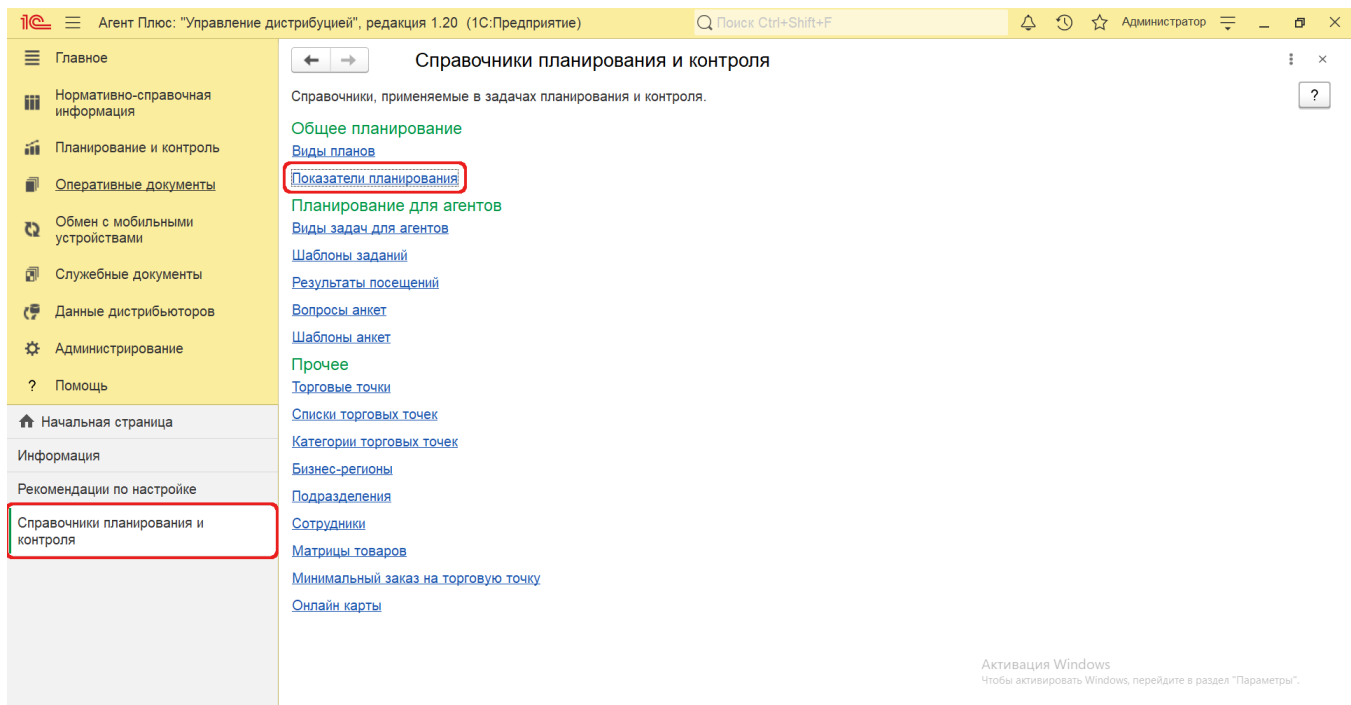 1С Агент Плюс: "Управление дистрибуцией", редакция 1.20 (1С:Предприятие) Поиск Ctrl+Shift+F Администратор
Главное
Нормативно-справочная
информация
Планирование и контроль
Оперативные документы
Обмен с мобильными
устройствами
Служебные документы
Данные дистрибьюторов
Администрирование
? Помощь
Начальная страница
Информация
Рекомендации по настройке
Справочники планирования и
контроля
Справочники планирования и контроля
Справочники, применяемые в задачах планирования и контроля. ?
Общее планирование
Виды планов
Показатели планирования
Планирование для агентов
Виды задач для агентов
Шаблоны заданий
Результаты посещений
Вопросы анкет
Шаблоны анкет
Прочее
Торговые точки
Списки торговых точек
Категории торговых точек
Бизнес-регионы
Подразделения
Сотрудники
Матрицы товаров
Минимальный заказ на торговую точку
Онлайн карты
Активация Windows
Чтобы активировать Windows, перейдите в раздел "Параметры".